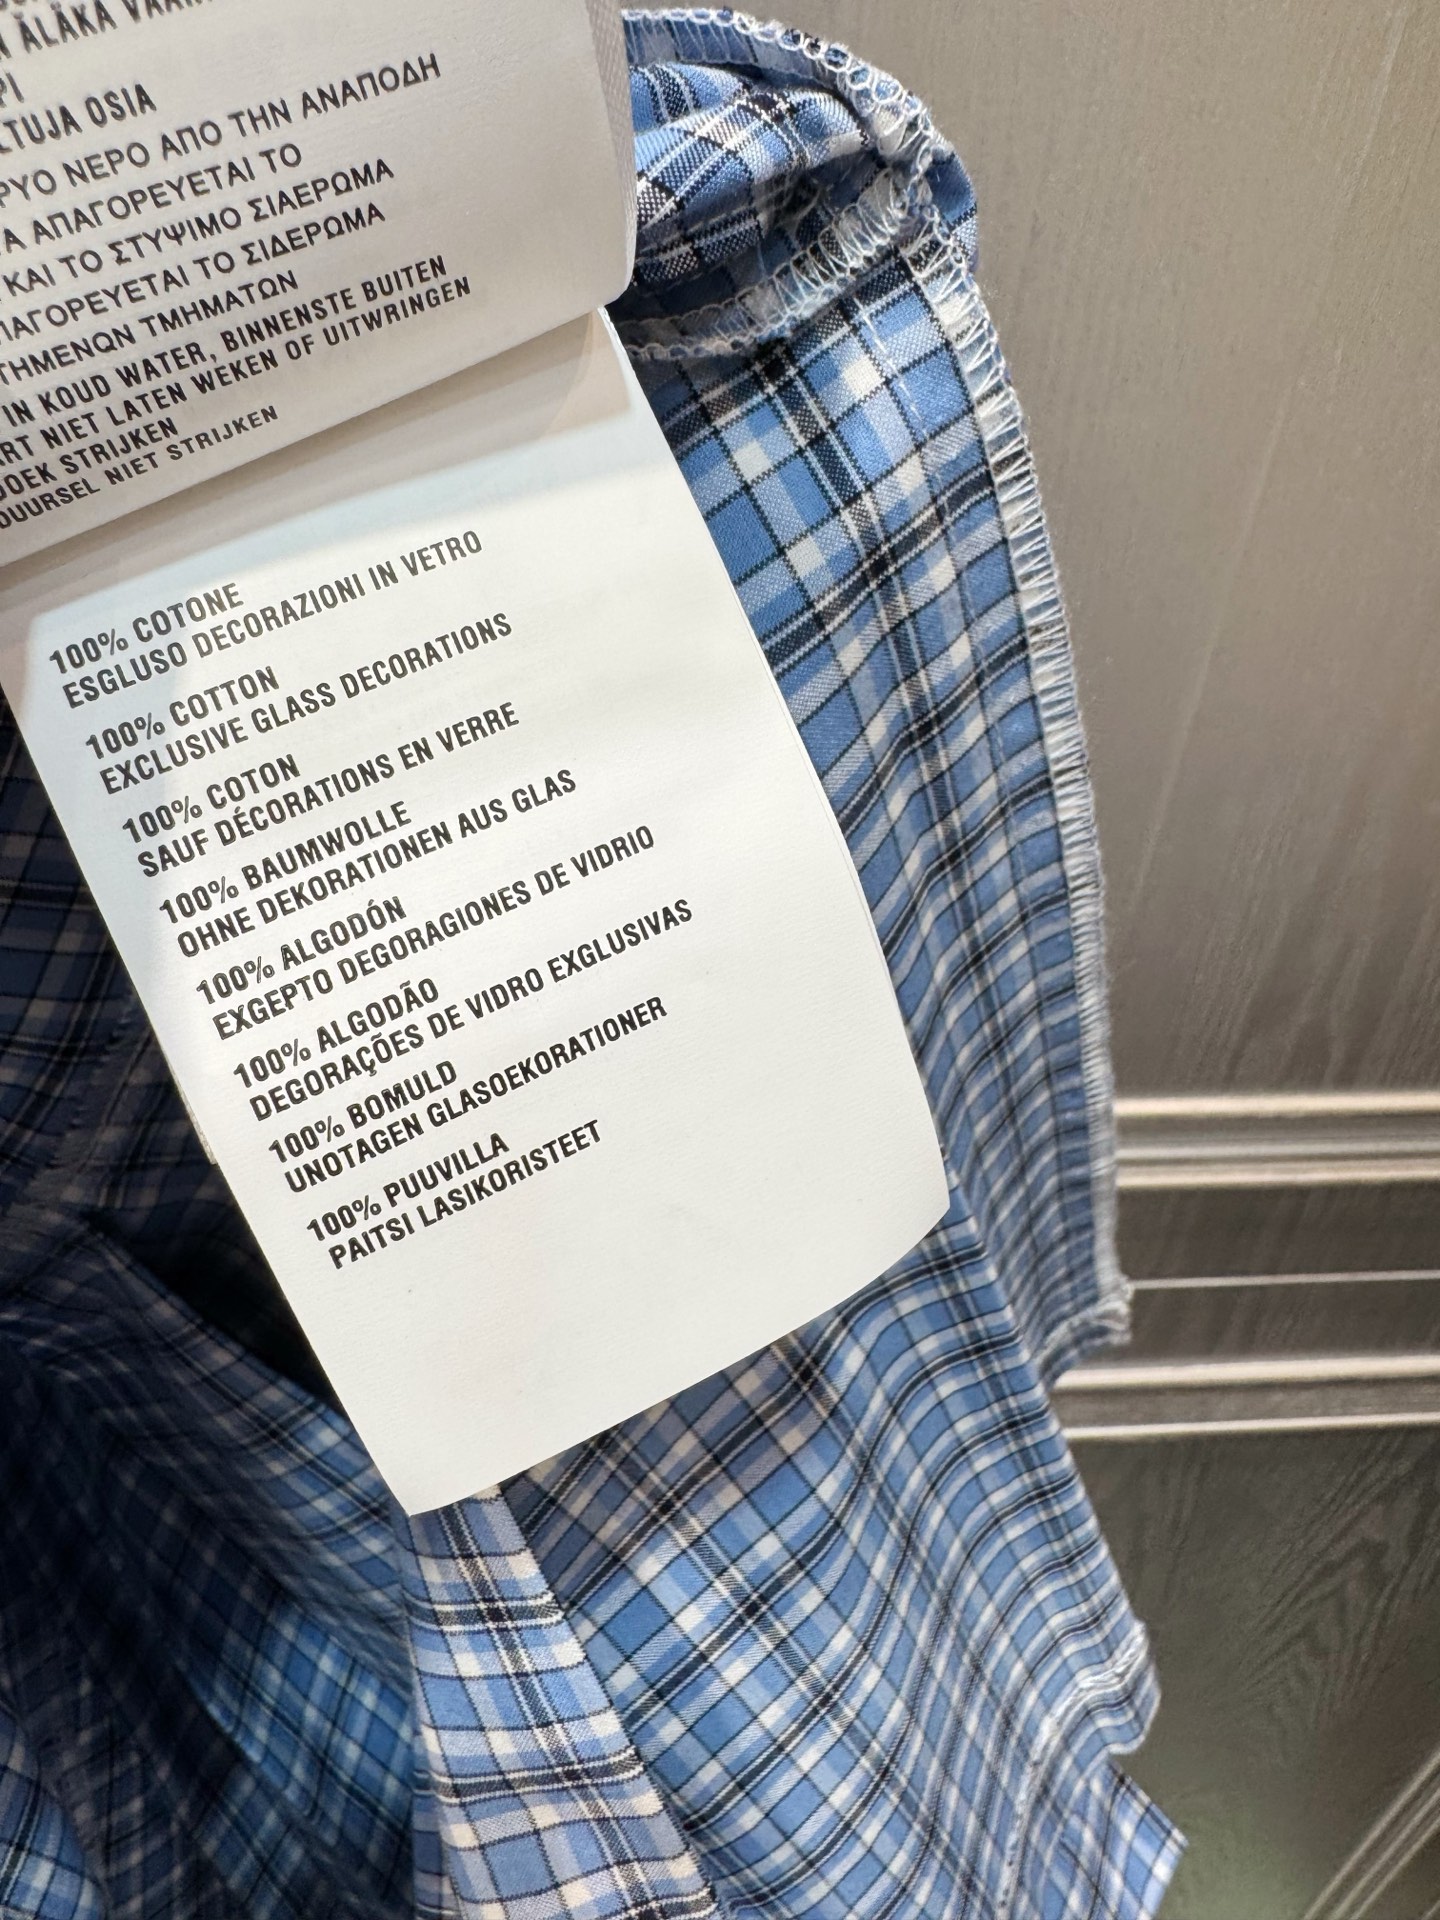 ÄLÄKÄ
LTUJA OSIA
ΝΕΡΟ ΑΠΟ ΤΗΝ ΑΝΑΠΟΔΗ
ΑΠΑΓΟΡΕΥΕΤΑΙ ΤΟ
ΚΑΙ ΤΟ ΣΤΥΨΙΜΟ ΣΙΑΕΡΩΜΑ
ΠΑΓΟΡΕΥΕΤΑΙ ΤΟ ΣΙΔΕΡΩΜΑ
ΤΗΜΕΝΩΝ ΤΜΗΜΑΤΩΝ
IN KOUD WATER, BINNENSTE BUITEN
RT NIET LATEN WEKEN OF UITWRINGEN
DOEK STRIJKEN
DUURSEL NIET STRIJKEN
100% COTONE
ESGLUSO DECORAZIONI IN VETRO
100% COTTON
EXCLUSIVE GLASS DECORATIONS
100% COTON
SAUF DÉCORATIONS EN VERRE
100% BAUMWOLLE
OHNE DEKORATIONEN AUS GLAS
100% ALGODÓN
EXGEPTO DEGORAGIONES DE VIDRIO
100% ALGODÃO
DEGORAÇÕES DE VIDRO EXGLUSIVAS
100% BOMULD
UNOTAGEN GLASOEKORATIONER
100% PUUVILLA
PAITSI LASIKORISTEET